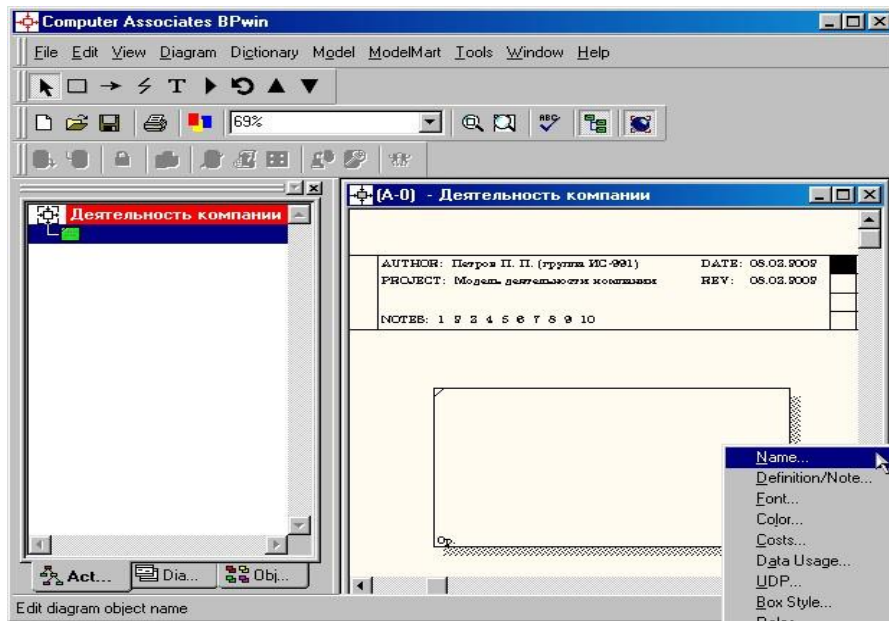 Computer Associates BPwin
File Edit View Diagram Dictionary Model ModelMart Tools Window Help
69%
Деятельность компании
Act... Dia... Obj...
(A-0) - Деятельность компании
AUTHOR: Петров П. П. (группа ИС-991) DATE: 08.02.2002
PROJECT: Модель деятельности компании REV: 08.02.2002
NOTES: 1 2 3 4 5 6 7 8 9 10
0р.
Name...
Definition/Note...
Font...
Color...
Costs...
Data Usage...
UDP...
Box Style...
Edit diagram object name